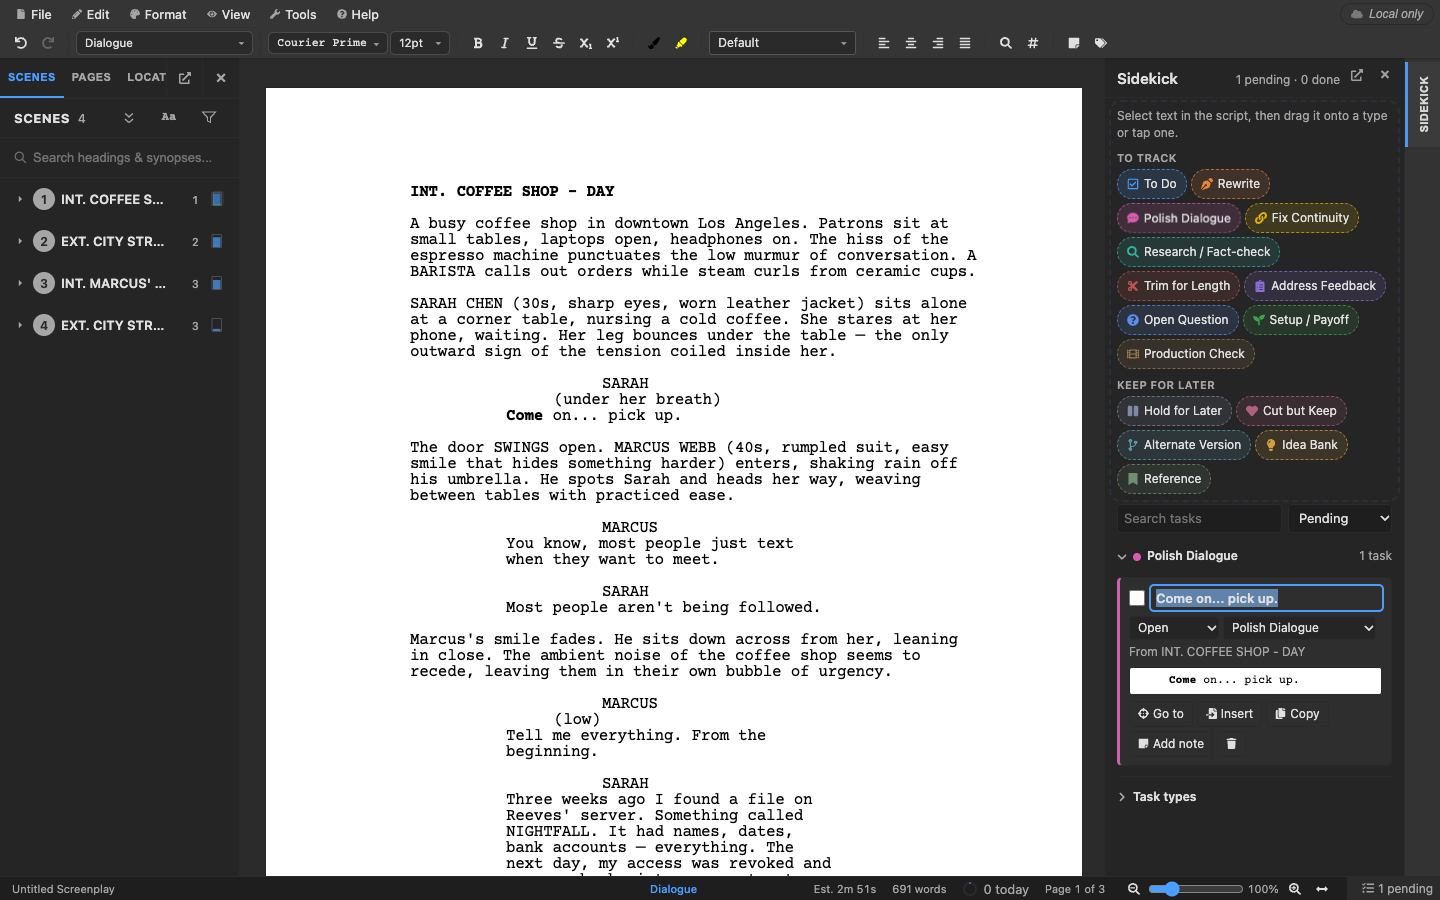 File Edit Format View Tools Help Local only
Dialogue Courier Prime 12pt B I U S X₁ X¹ Default
SCENES PAGES LOCAT
SCENES 4 Aa
Search headings & synopses...
1 INT. COFFEE S... 1
2 EXT. CITY STR... 2
3 INT. MARCUS' ... 3
4 EXT. CITY STR... 3
INT. COFFEE SHOP - DAY
A busy coffee shop in downtown Los Angeles. Patrons sit at
small tables, laptops open, headphones on. The hiss of the
espresso machine punctuates the low murmur of conversation. A
BARISTA calls out orders while steam curls from ceramic cups.
SARAH CHEN (30s, sharp eyes, worn leather jacket) sits alone
at a corner table, nursing a cold coffee. She stares at her
phone, waiting. Her leg bounces under the table — the only
outward sign of the tension coiled inside her.
SARAH
(under her breath)
Come on... pick up.
The door SWINGS open. MARCUS WEBB (40s, rumpled suit, easy
smile that hides something harder) enters, shaking rain off
his umbrella. He spots Sarah and heads her way, weaving
between tables with practiced ease.
MARCUS
You know, most people just text
when they want to meet.
SARAH
Most people aren't being followed.
Marcus's smile fades. He sits down across from her, leaning
in close. The ambient noise of the coffee shop seems to
recede, leaving them in their own bubble of urgency.
MARCUS
(low)
Tell me everything. From the
beginning.
SARAH
Three weeks ago I found a file on
Reeves' server. Something called
NIGHTFALL. It had names, dates,
bank accounts — everything. The
next day, my access was revoked and
Sidekick 1 pending · 0 done
SIDEKICK
Select text in the script, then drag it onto a type
or tap one.
TO TRACK
To Do Rewrite
Polish Dialogue Fix Continuity
Research / Fact-check
Trim for Length Address Feedback
Open Question Setup / Payoff
Production Check
KEEP FOR LATER
Hold for Later Cut but Keep
Alternate Version Idea Bank
Reference
Search tasks Pending
Polish Dialogue 1 task
Come on... pick up.
Open Polish Dialogue
From INT. COFFEE SHOP - DAY
Come on... pick up.
Go to Insert Copy
Add note
Task types
Untitled Screenplay Dialogue Est. 2m 51s 691 words 0 today Page 1 of 3 100% 1 pending